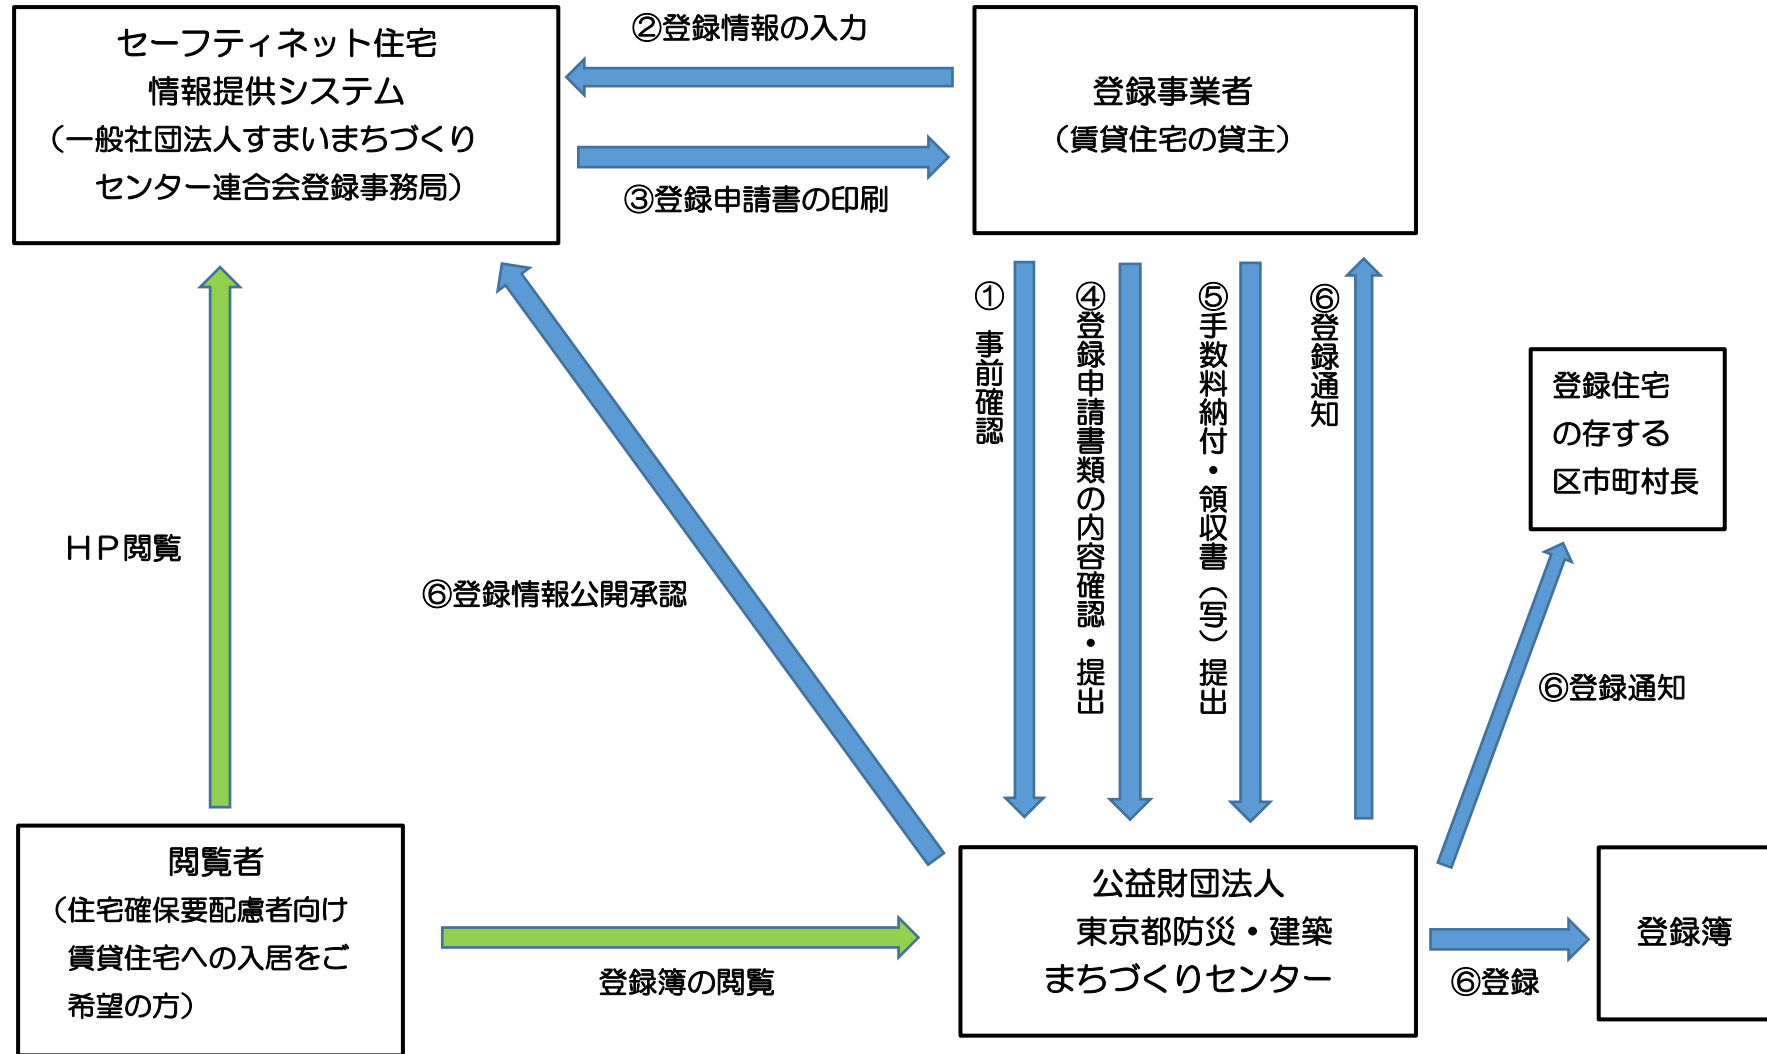 セーフティネット住宅
情報提供システム
（一般社団法人すまいまちづくり
センター連合会登録事務局）
②登録情報の入力
③登録申請書の印刷
登録事業者
（賃貸住宅の貸主）
① 事前確認
④登録申請書類の内容確認・提出
⑤手数料納付・領収書（写）提出
⑥登録通知
登録住宅
の存する
区市町村長
ＨＰ閲覧
⑥登録情報公開承認
⑥登録通知
閲覧者
（住宅確保要配慮者向け
賃貸住宅への入居をご
希望の方）
登録簿の閲覧
公益財団法人
東京都防災・建築
まちづくりセンター
⑥登録
登録簿